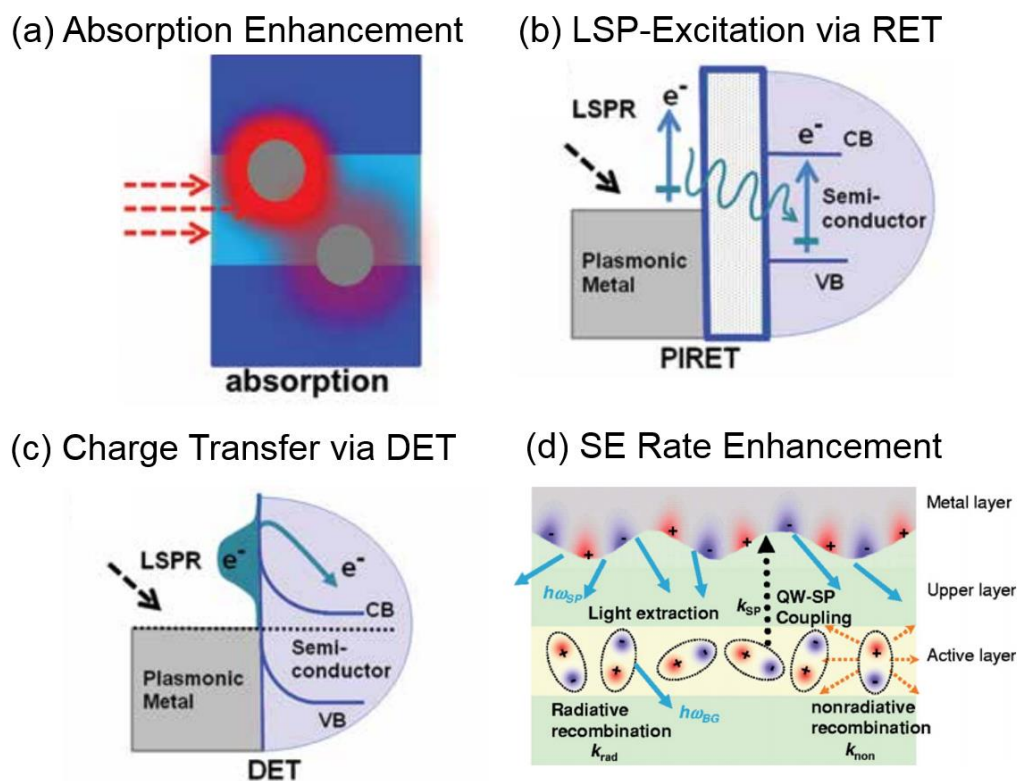 (a) Absorption Enhancement
absorption
(b) LSP-Excitation via RET
LSPR
e-
e-
CB
Semi-
conductor
Plasmonic
Metal
VB
PIRET
(c) Charge Transfer via DET
LSPR
e-
e-
CB
Semi-
conductor
Plasmonic
Metal
VB
DET
(d) SE Rate Enhancement
Metal layer
Upper layer
Active layer
hωSP
Light extraction
kSP
QW-SP
Coupling
Radiative
recombination
krad
hωBG
nonradiative
recombination
knon